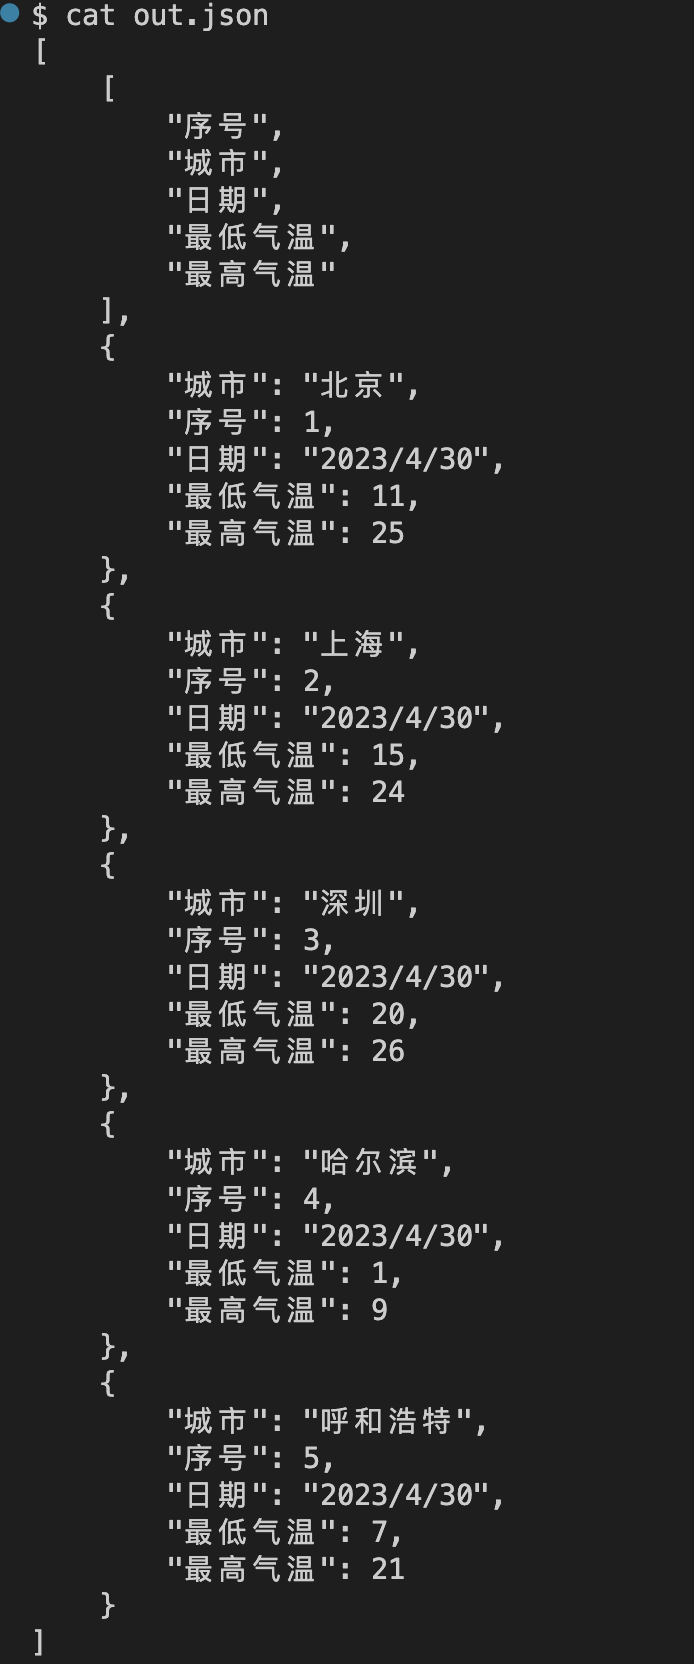 $ cat out.json
[
    [
        "序号",
        "城市",
        "日期",
        "最低气温",
        "最高气温"
    ],
    {
        "城市": "北京",
        "序号": 1,
        "日期": "2023/4/30",
        "最低气温": 11,
        "最高气温": 25
    },
    {
        "城市": "上海",
        "序号": 2,
        "日期": "2023/4/30",
        "最低气温": 15,
        "最高气温": 24
    },
    {
        "城市": "深圳",
        "序号": 3,
        "日期": "2023/4/30",
        "最低气温": 20,
        "最高气温": 26
    },
    {
        "城市": "哈尔滨",
        "序号": 4,
        "日期": "2023/4/30",
        "最低气温": 1,
        "最高气温": 9
    },
    {
        "城市": "呼和浩特",
        "序号": 5,
        "日期": "2023/4/30",
        "最低气温": 7,
        "最高气温": 21
    }
]